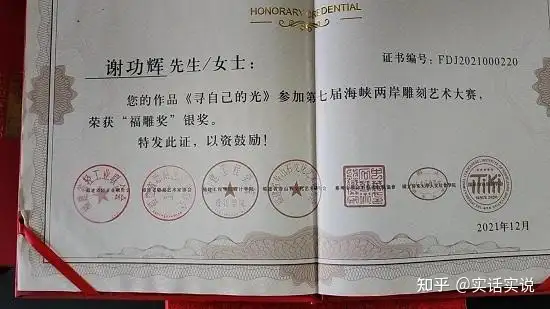 HONORARY CREDENTIAL
谢功辉 先生/女士：
证书编号：FDJ2021000220
您的作品《寻自己的光》参加第七届海峡两岸雕刻艺术大赛，
荣获“福雕奖”银奖。
特发此证，以资鼓励！
2021年12月
知乎 @实话实说